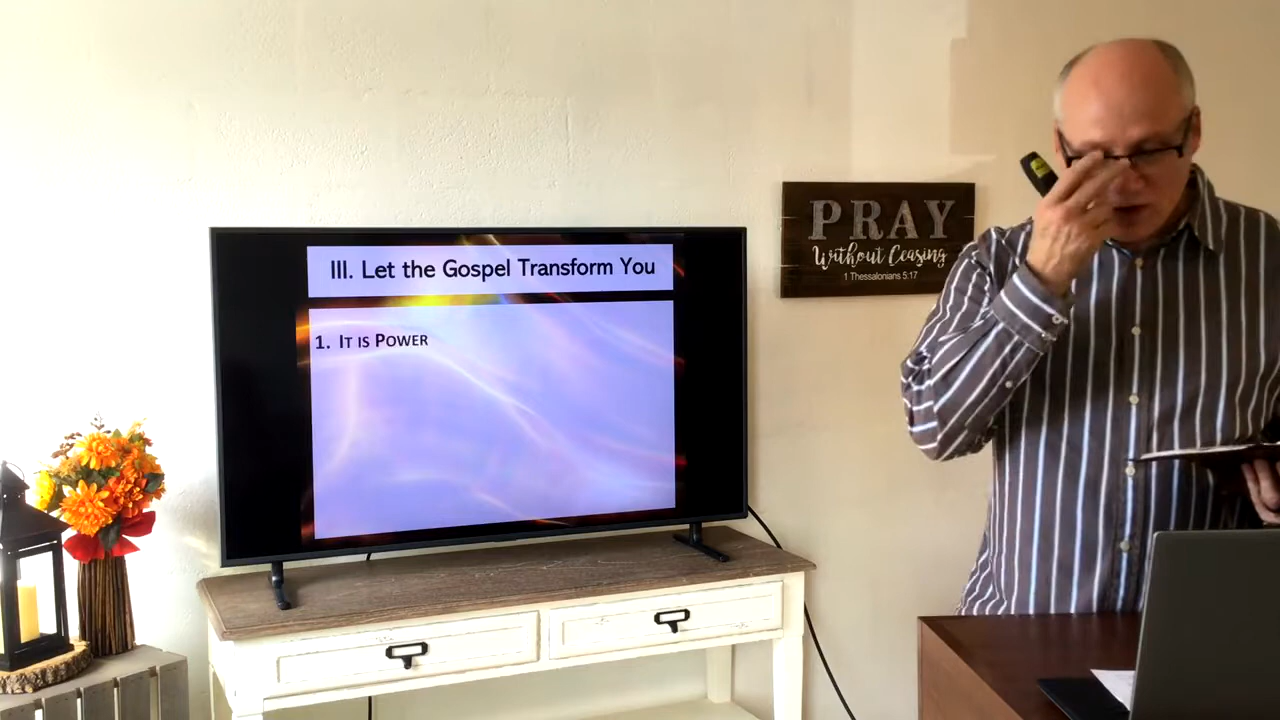 III. Let the Gospel Transform You
1. IT IS POWER
PRAY
Without Ceasing
1 Thessalonians 5:17